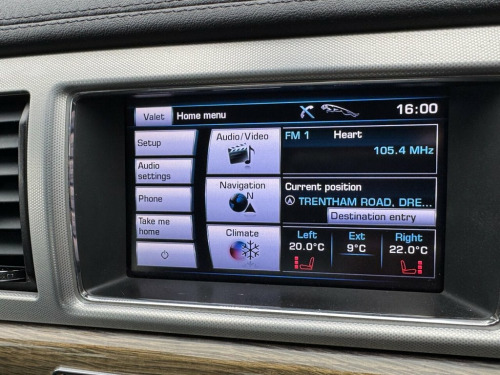 Valet Home menu 16:00
Setup
Audio settings
Phone
Take me home
Audio/Video
Navigation
N
Climate
FM 1 Heart
105.4 MHz
Current position
TRENTHAM ROAD, DRE...
Destination entry
Left Ext Right
20.0°C 9°C 22.0°C